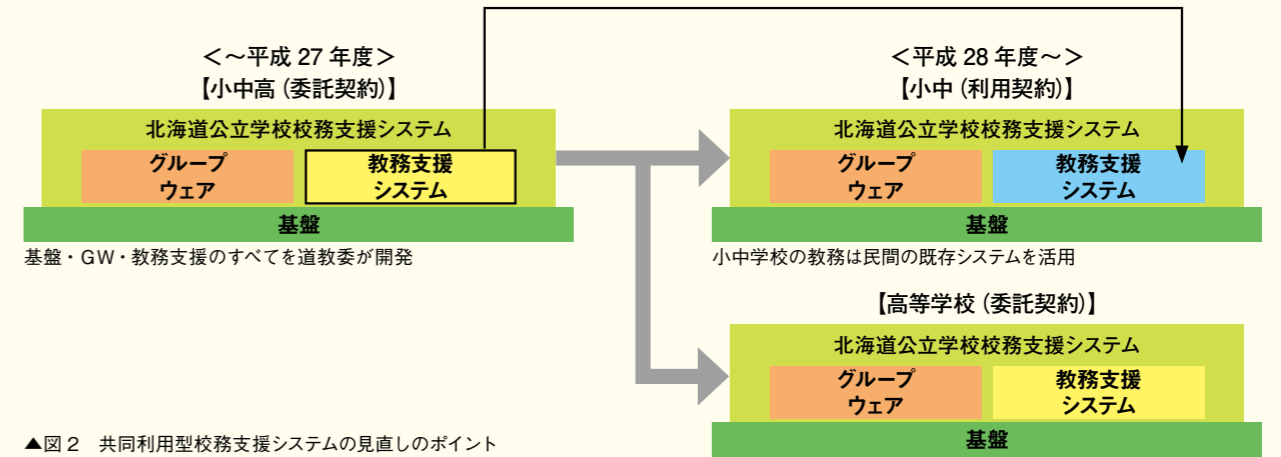 ＜～平成 27 年度＞
【小中高（委託契約）】
北海道公立学校校務支援システム
グループ
ウェア
教務支援
システム
基盤
基盤・GW・教務支援のすべてを道教委が開発
＜平成 28 年度～＞
【小中（利用契約）】
北海道公立学校校務支援システム
グループ
ウェア
教務支援
システム
基盤
小中学校の教務は民間の既存システムを活用
【高等学校（委託契約）】
北海道公立学校校務支援システム
グループ
ウェア
教務支援
システム
基盤
▲図 2　共同利用型校務支援システムの見直しのポイント